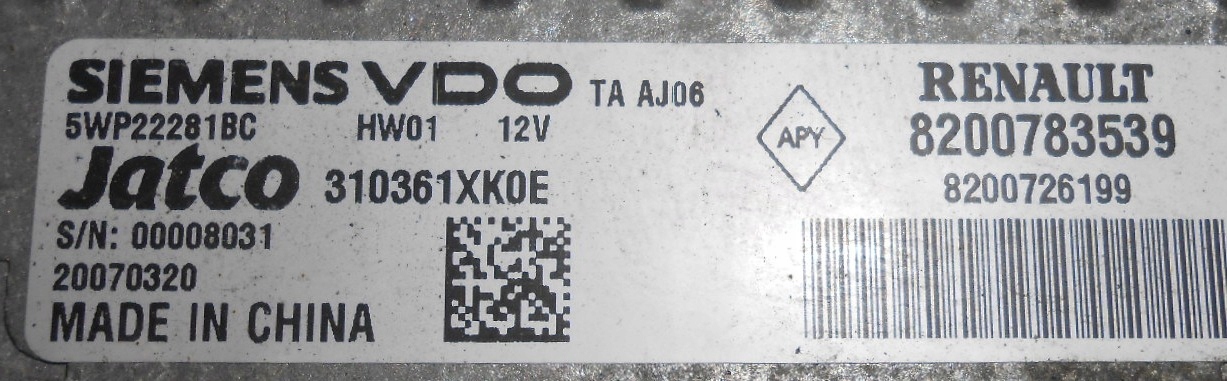 SIEMENS VDO TA AJ06
5WP22281BC HW01 12V
Jatco 310361XK0E
S/N: 00008031
20070320
MADE IN CHINA
APY
RENAULT
8200783539
8200726199